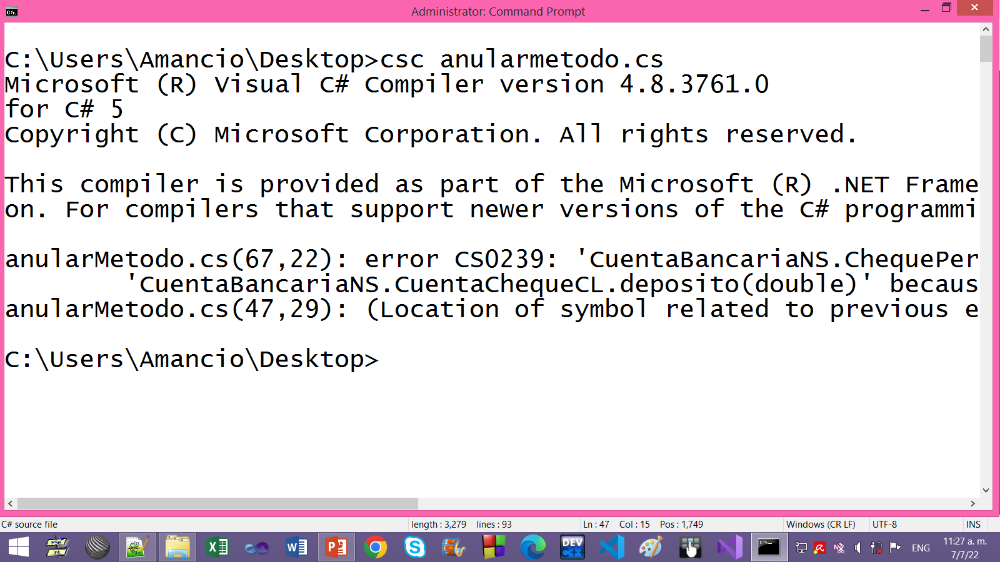 Administrator: Command Prompt
C:\Users\Amancio\Desktop>csc anularmetodo.cs
Microsoft (R) Visual C# Compiler version 4.8.3761.0
for C# 5
Copyright (C) Microsoft Corporation. All rights reserved.
This compiler is provided as part of the Microsoft (R) .NET Frame
on. For compilers that support newer versions of the C# programmi
anularMetodo.cs(67,22): error CS0239: 'CuentaBancariaNS.ChequePer
'CuentaBancariaNS.CuentaChequeCL.deposito(double)' becaus
anularMetodo.cs(47,29): (Location of symbol related to previous e
C:\Users\Amancio\Desktop>
C# source file length : 3,279 lines : 93 Ln : 47 Col : 15 Pos : 1,749 Windows (CR LF) UTF-8 INS
PSe
Int
DEV
C++
ENG
11:27 a. m.
7/7/22